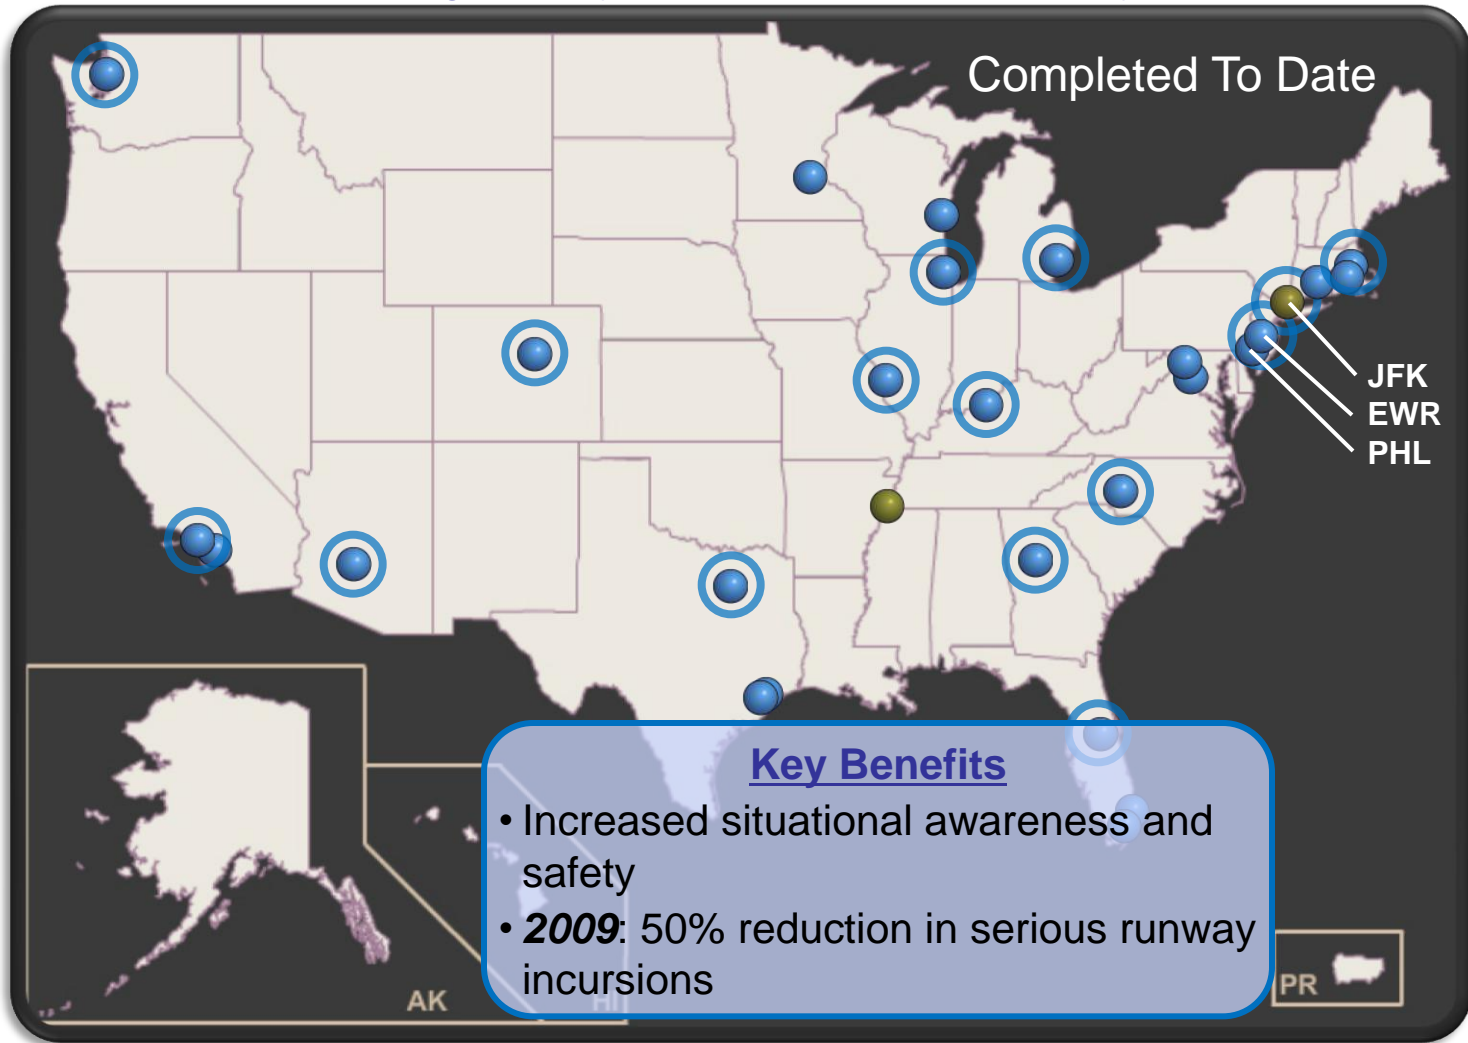 Completed To Date
JFK
EWR
PHL
Key Benefits
• Increased situational awareness and
safety
• 2009: 50% reduction in serious runway
incursions
AK
HI
PR